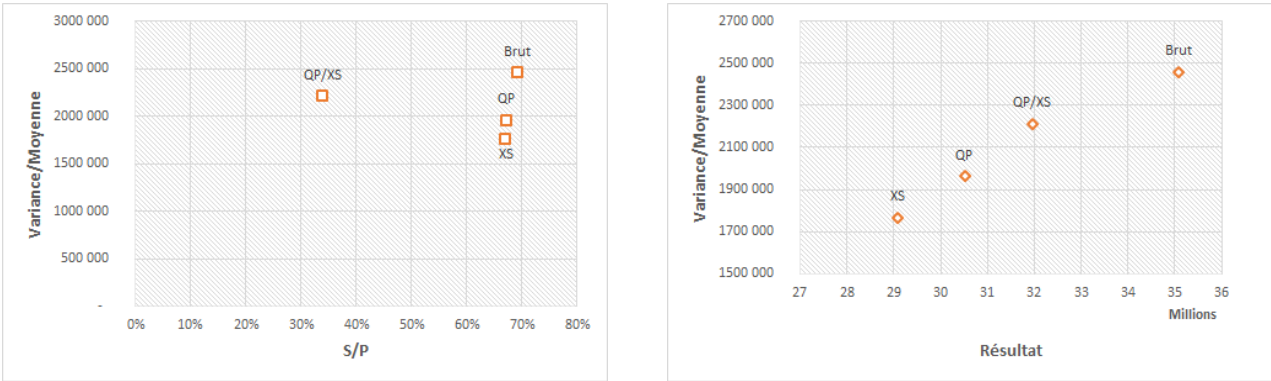 3000 000
2500 000
2000 000
1500 000
1000 000
500 000
-
Variance/Moyenne
Brut
QP/XS
QP
XS
0% 10% 20% 30% 40% 50% 60% 70% 80%
S/P
2700 000
2500 000
2300 000
2100 000
1900 000
1700 000
1500 000
Variance/Moyenne
Brut
QP/XS
QP
XS
27 28 29 30 31 32 33 34 35 36
Millions
Résultat